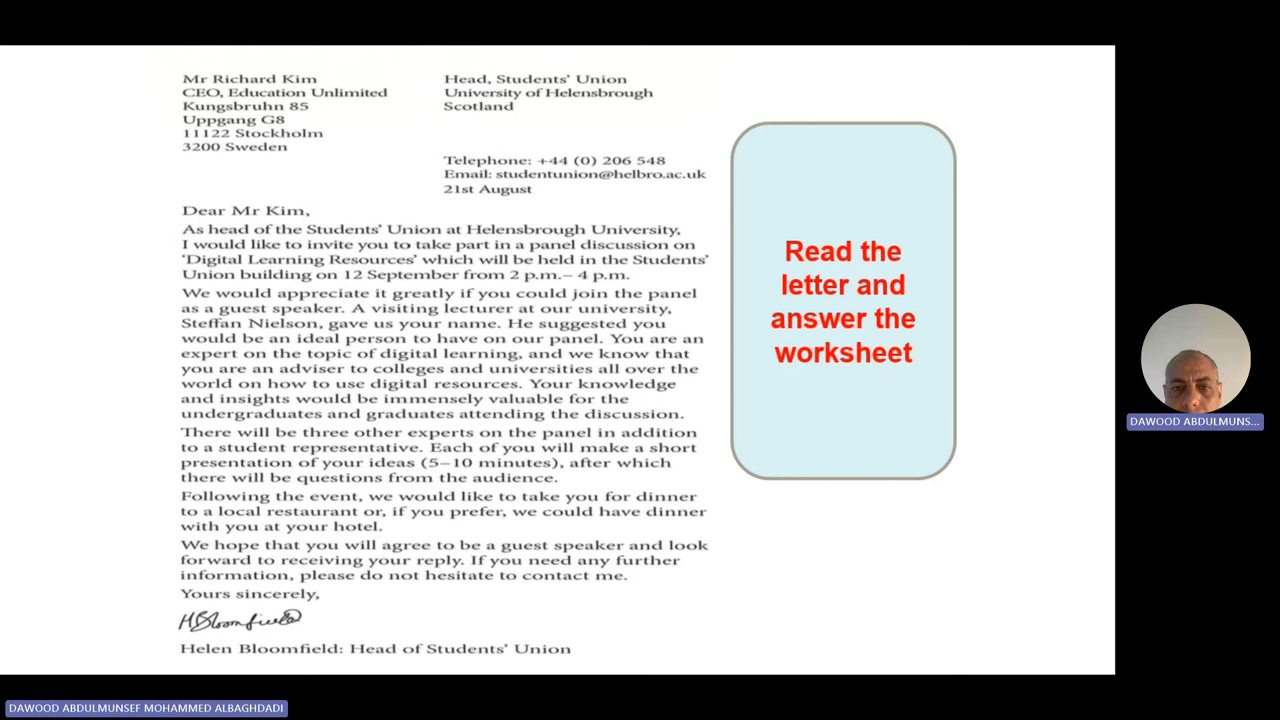 Mr Richard Kim
CEO, Education Unlimited
Kungsbruhn 85
Uppgang G8
11122 Stockholm
3200 Sweden
Head, Students' Union
University of Helensbrough
Scotland
Telephone: +44 (0) 206 548
Email: studentunion@helbro.ac.uk
21st August
Dear Mr Kim,
As head of the Students' Union at Helensbrough University,
I would like to invite you to take part in a panel discussion on
'Digital Learning Resources' which will be held in the Students'
Union building on 12 September from 2 p.m.– 4 p.m.
We would appreciate it greatly if you could join the panel
as a guest speaker. A visiting lecturer at our university,
Steffan Nielson, gave us your name. He suggested you
would be an ideal person to have on our panel. You are an
expert on the topic of digital learning, and we know that
you are an adviser to colleges and universities all over the
world on how to use digital resources. Your knowledge
and insights would be immensely valuable for the
undergraduates and graduates attending the discussion.
There will be three other experts on the panel in addition
to a student representative. Each of you will make a short
presentation of your ideas (5–10 minutes), after which
there will be questions from the audience.
Following the event, we would like to take you for dinner
to a local restaurant or, if you prefer, we could have dinner
with you at your hotel.
We hope that you will agree to be a guest speaker and look
forward to receiving your reply. If you need any further
information, please do not hesitate to contact me.
Yours sincerely,
HBloomfield
Helen Bloomfield: Head of Students' Union
Read the
letter and
answer the
worksheet
DAWOOD ABDULMUNS...
DAWOOD ABDULMUNSEF MOHAMMED ALBAGHDADI